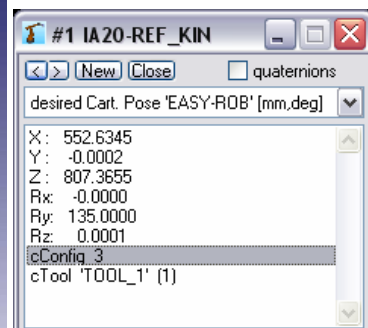 #1 IA20-REF_KIN
< > New Close quaternions
desired Cart. Pose 'EASY-ROB' [mm,deg]
X: 552.6345
Y: -0.0002
Z: 807.3655
Rx: -0.0000
Ry: 135.0000
Rz: 0.0001
cConfig 3
cTool 'TOOL_1' (1)